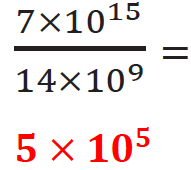 7×10¹⁵
14×10⁹ =
5 × 10⁵